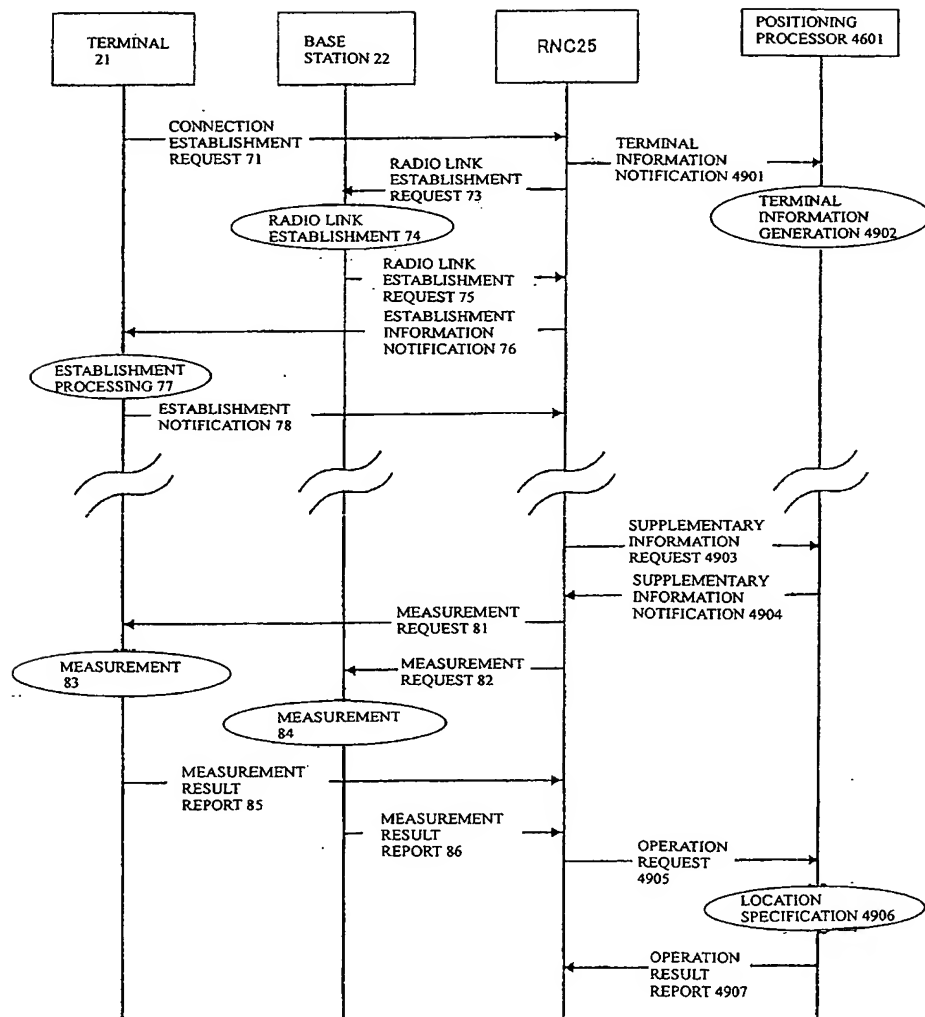 TERMINAL
21
BASE
STATION 22
RNC25
POSITIONING
PROCESSOR 4601
CONNECTION
ESTABLISHMENT
REQUEST 71
TERMINAL
INFORMATION
NOTIFICATION 4901
RADIO LINK
ESTABLISHMENT
REQUEST 73
TERMINAL
INFORMATION
GENERATION 4902
RADIO LINK
ESTABLISHMENT 74
RADIO LINK
ESTABLISHMENT
REQUEST 75
ESTABLISHMENT
INFORMATION
NOTIFICATION 76
ESTABLISHMENT
PROCESSING 77
ESTABLISHMENT
NOTIFICATION 78
SUPPLEMENTARY
INFORMATION
REQUEST 4903
SUPPLEMENTARY
INFORMATION
NOTIFICATION 4904
MEASUREMENT
REQUEST 81
MEASUREMENT
REQUEST 82
MEASUREMENT
83
MEASUREMENT
84
MEASUREMENT
RESULT
REPORT 85
MEASUREMENT
RESULT
REPORT 86
OPERATION
REQUEST
4905
LOCATION
SPECIFICATION 4906
OPERATION
RESULT
REPORT 4907